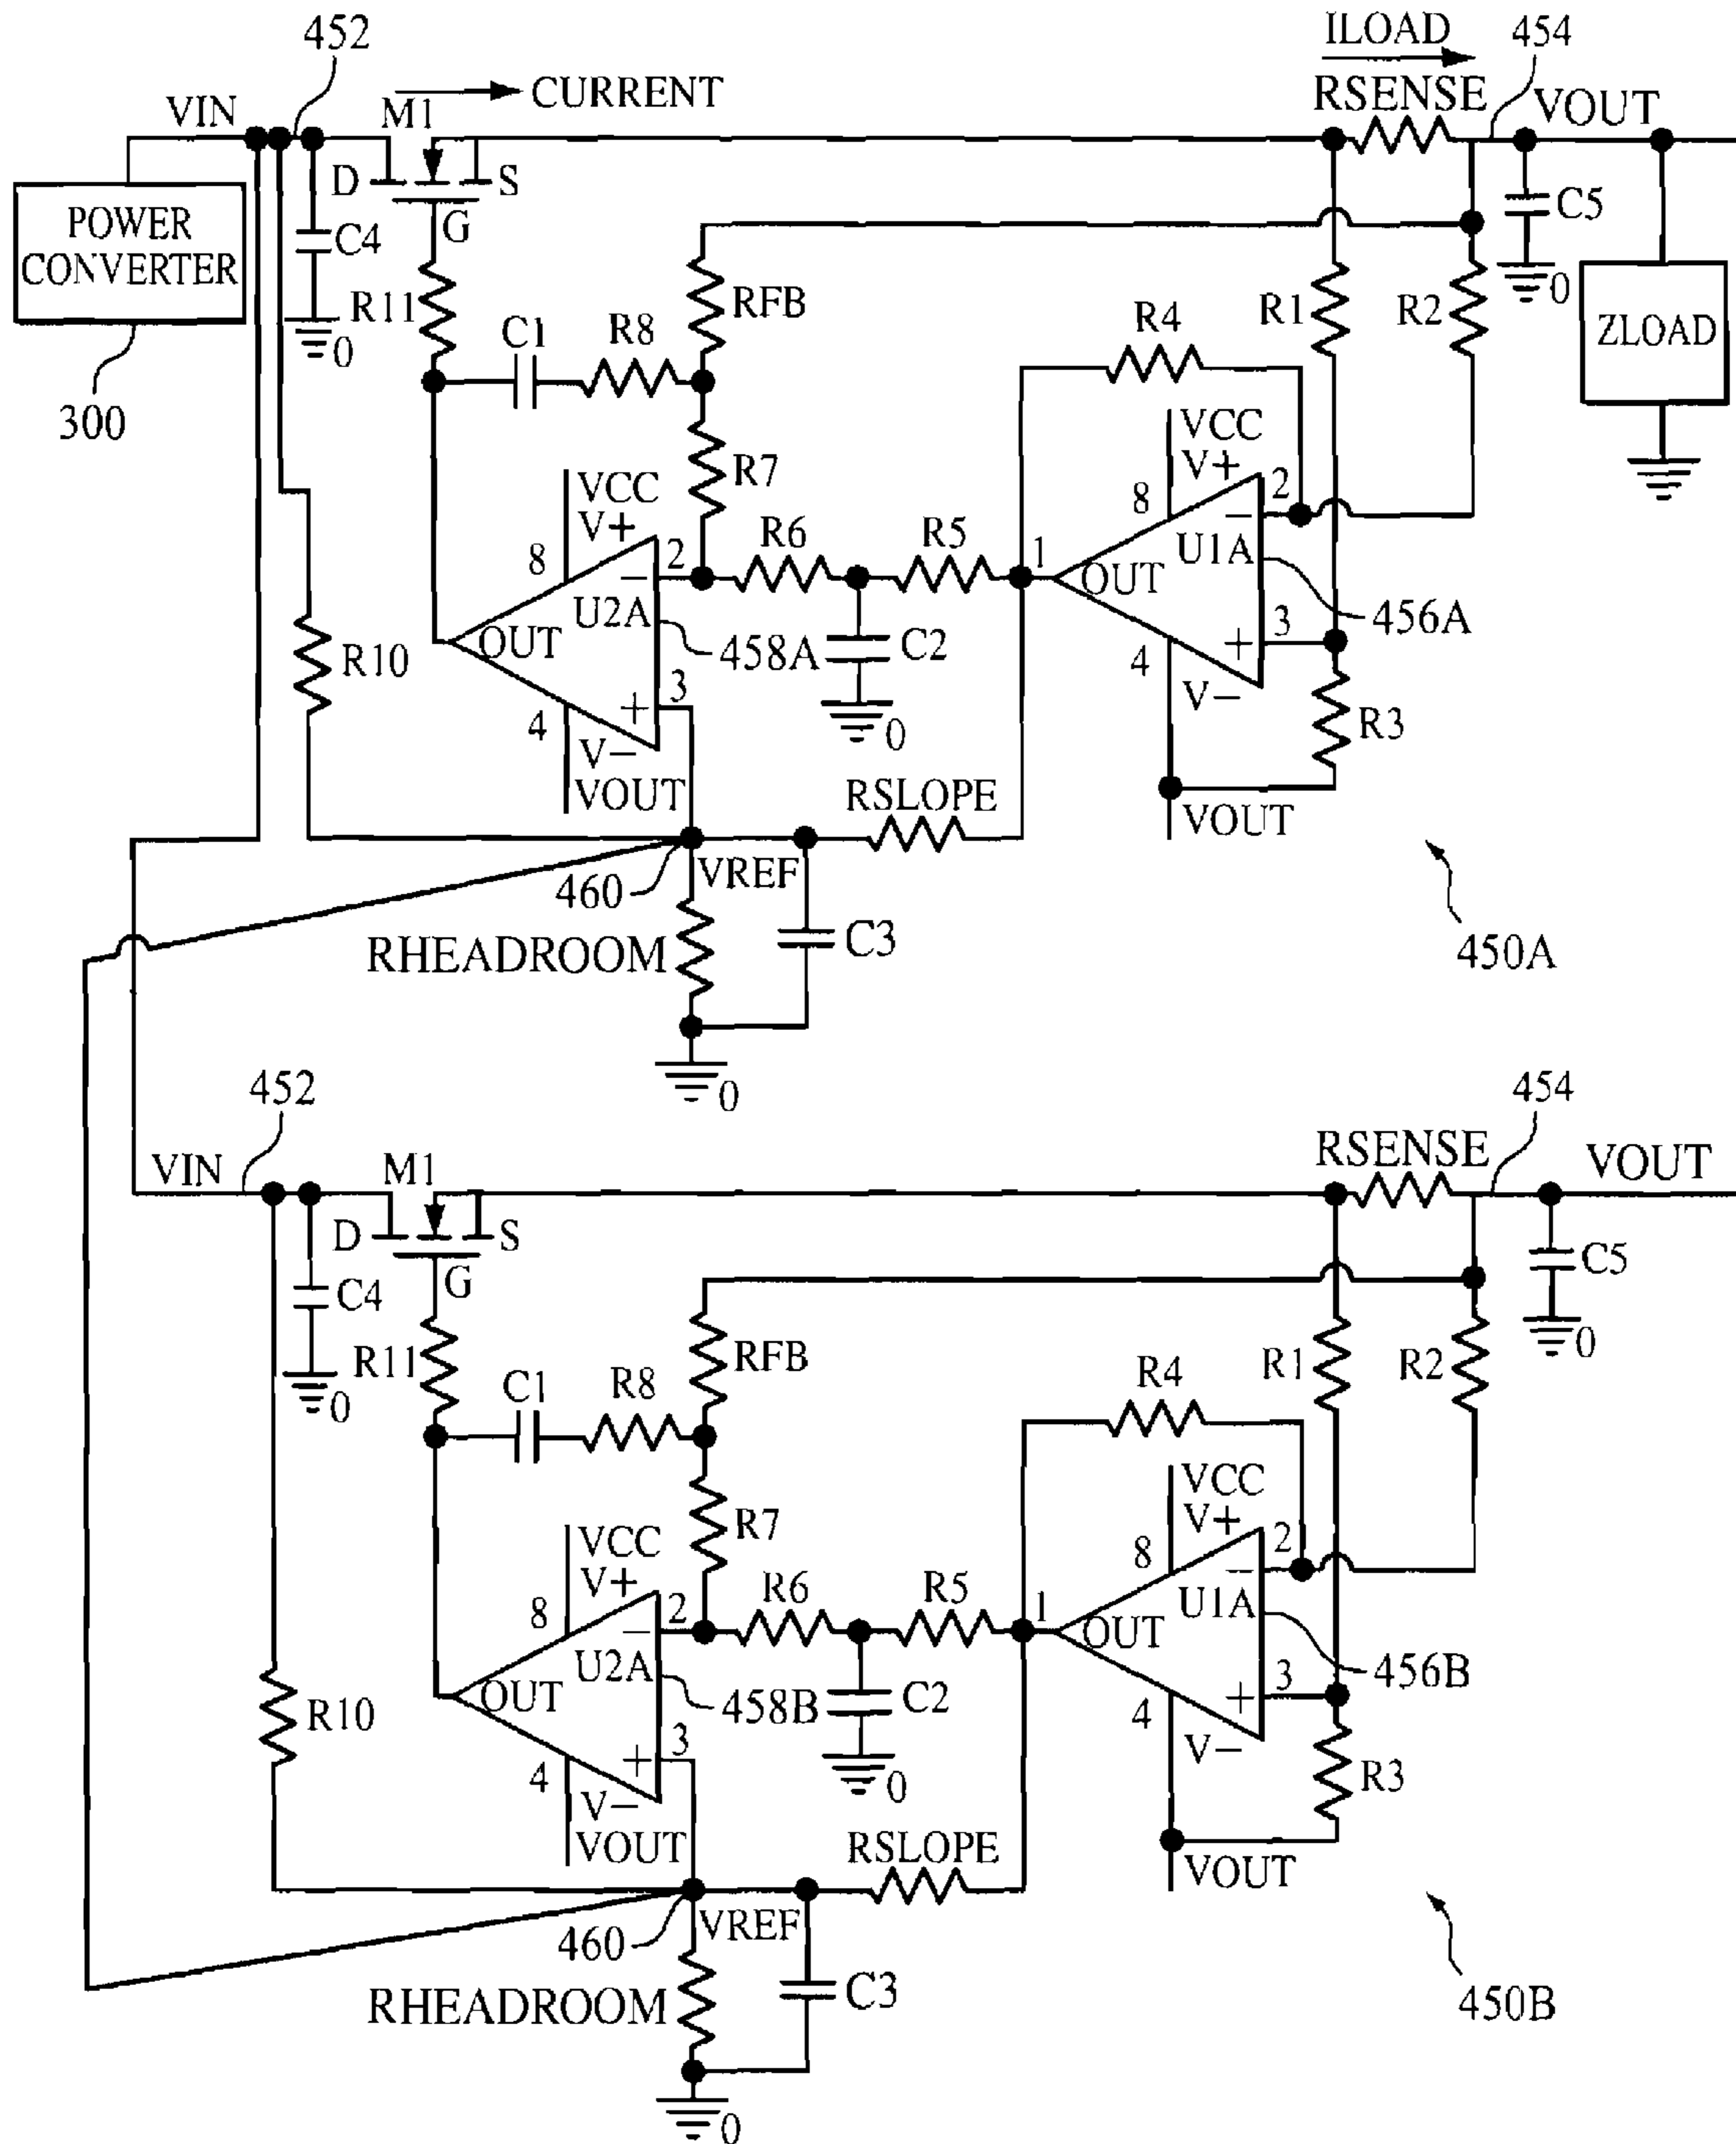 452
ILOAD
454
VIN
M1
CURRENT
RSENSE
VOUT
D
S
G
POWER
CONVERTER
C4
0
C5
0
300
R11
C1
R8
RFB
R4
R1
R2
ZLOAD
R7
VCC
V+
8
2
−
U2A
OUT
458A
3
+
4
V−
VOUT
R6
R5
C2
0
VCC
V+
8
2
−
U1A
1
OUT
456A
3
+
4
V−
R3
VOUT
R10
RSLOPE
460
VREF
RHEADROOM
C3
0
450A
452
454
VIN
M1
RSENSE
VOUT
D
S
G
C4
0
C5
0
R11
C1
R8
RFB
R4
R1
R2
R7
VCC
V+
8
2
−
U2A
OUT
458B
3
+
4
V−
VOUT
R6
R5
C2
0
VCC
V+
8
2
−
U1A
1
OUT
456B
3
+
4
V−
R3
VOUT
R10
RSLOPE
460
VREF
RHEADROOM
C3
0
450B